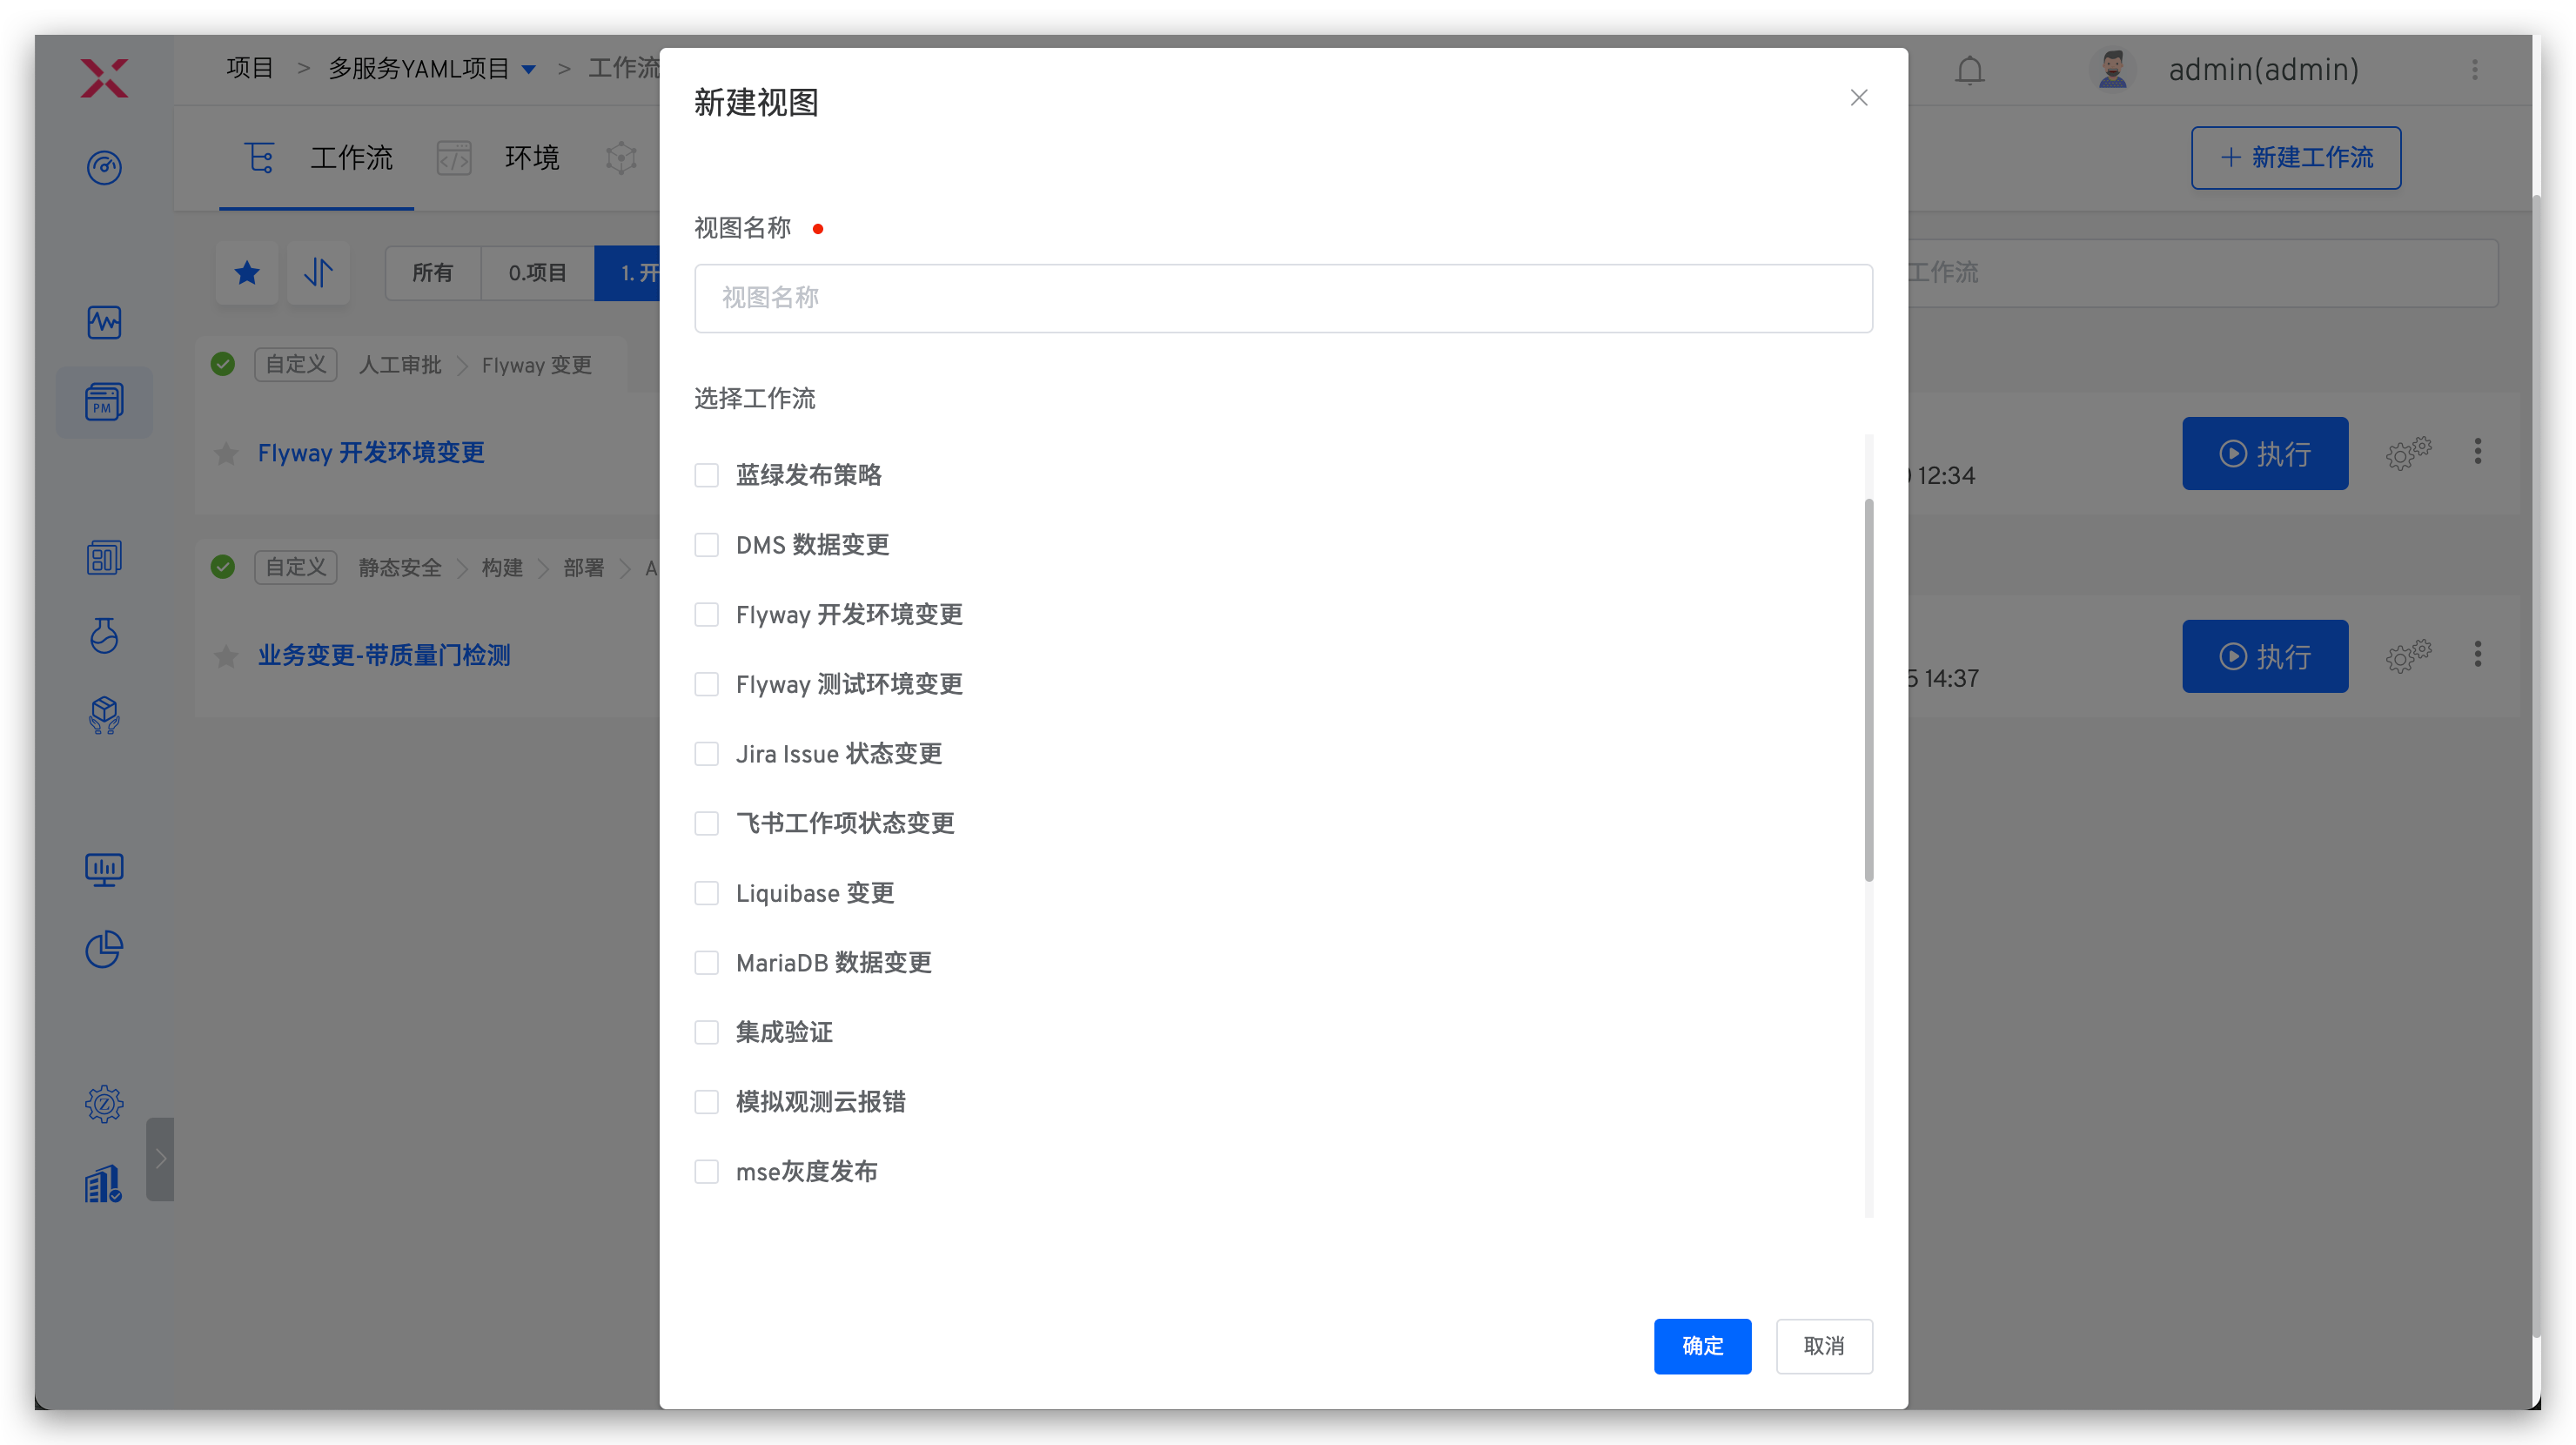 项目 > 多服务YAML项目 > 工作流
admin(admin)
工作流 环境
+ 新建工作流
所有 0.项目 1. 开
工作流
自定义 人工审批 Flyway 变更
Flyway 开发环境变更
12:34
执行
自定义 静态安全 构建 部署 A
业务变更-带质量门检测
5 14:37
执行
PM
新建视图
视图名称
视图名称
选择工作流
蓝绿发布策略
DMS 数据变更
Flyway 开发环境变更
Flyway 测试环境变更
Jira Issue 状态变更
飞书工作项状态变更
Liquibase 变更
MariaDB 数据变更
集成验证
模拟观测云报错
mse灰度发布
确定 取消